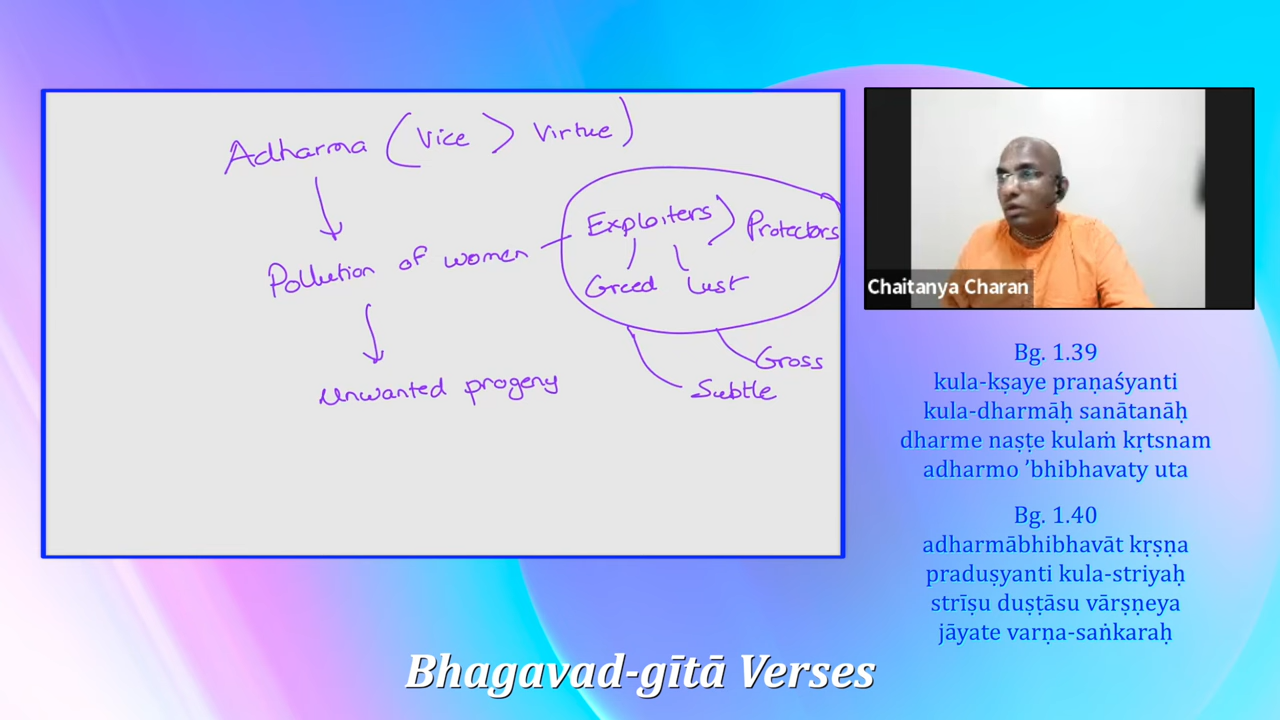 Adharma (Vice > Virtue)
Pollution of women
Exploiters > Protectors
Greed Lust
Gross
Subtle
Unwanted progeny
Chaitanya Charan
Bg. 1.39
kula-kṣaye praṇaśyanti
kula-dharmāḥ sanātanāḥ
dharme naṣṭe kulaṁ kṛtsnam
adharmo ’bhibhavaty uta
Bg. 1.40
adharmābhibhavāt kṛṣṇa
praduṣyanti kula-striyaḥ
strīṣu duṣṭāsu vārṣṇeya
jāyate varṇa-saṅkaraḥ
Bhagavad-gītā Verses